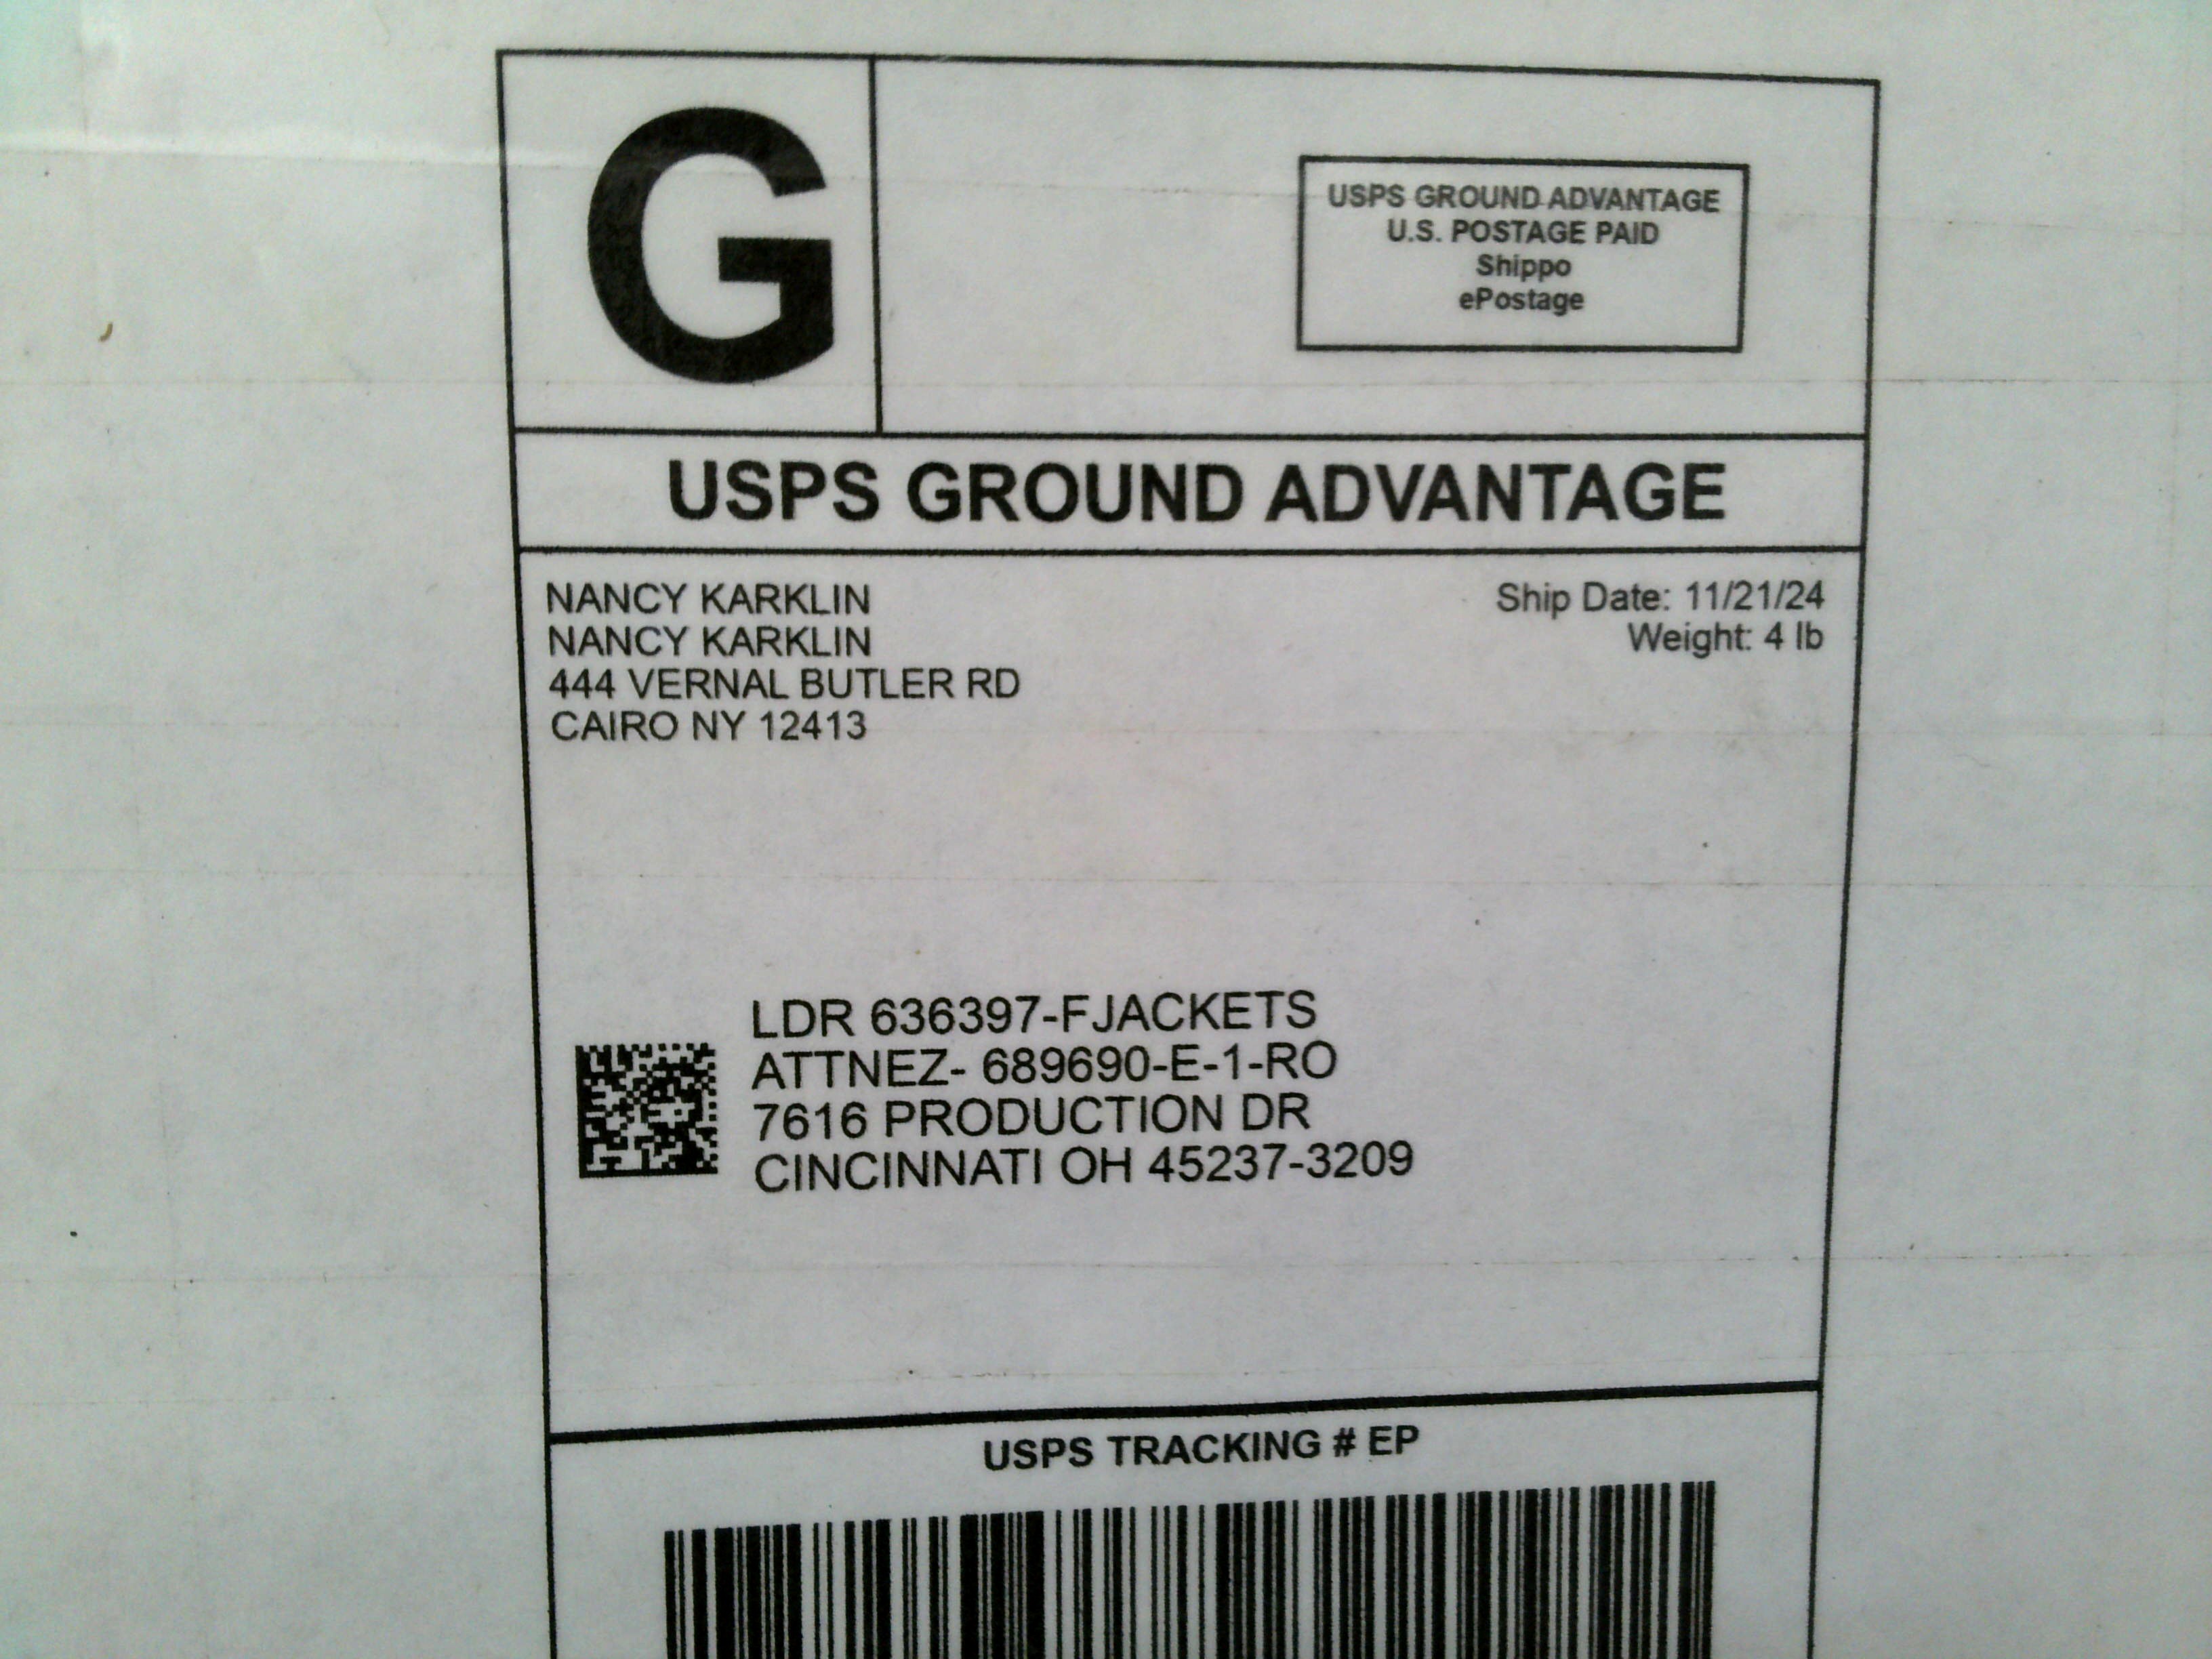 G
USPS GROUND ADVANTAGE
U.S. POSTAGE PAID
Shippo
ePostage
USPS GROUND ADVANTAGE
NANCY KARKLIN
NANCY KARKLIN
444 VERNAL BUTLER RD
CAIRO NY 12413
Ship Date: 11/21/24
Weight: 4 lb
LDR 636397-FJACKETS
ATTNEZ- 689690-E-1-RO
7616 PRODUCTION DR
CINCINNATI OH 45237-3209
USPS TRACKING # EP